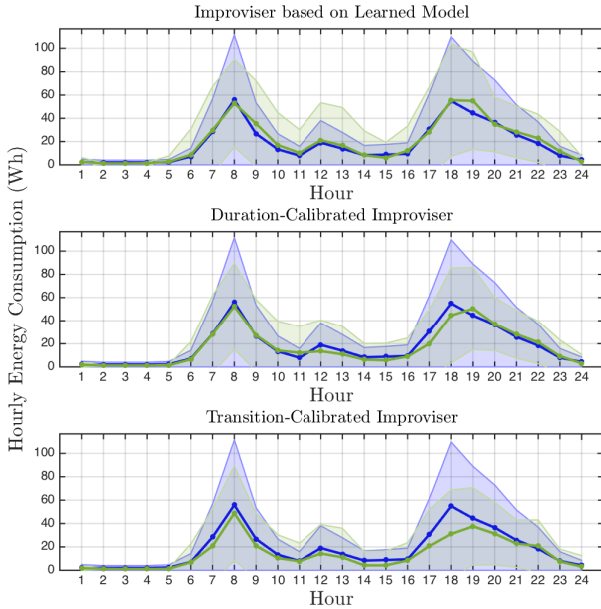 Improviser based on Learned Model
100
80
60
40
20
0
1 2 3 4 5 6 7 8 9 10 11 12 13 14 15 16 17 18 19 20 21 22 23 24
Hour
Duration-Calibrated Improviser
100
80
60
40
20
0
1 2 3 4 5 6 7 8 9 10 11 12 13 14 15 16 17 18 19 20 21 22 23 24
Hour
Transition-Calibrated Improviser
100
80
60
40
20
0
1 2 3 4 5 6 7 8 9 10 11 12 13 14 15 16 17 18 19 20 21 22 23 24
Hour
Hourly Energy Consumption (Wh)